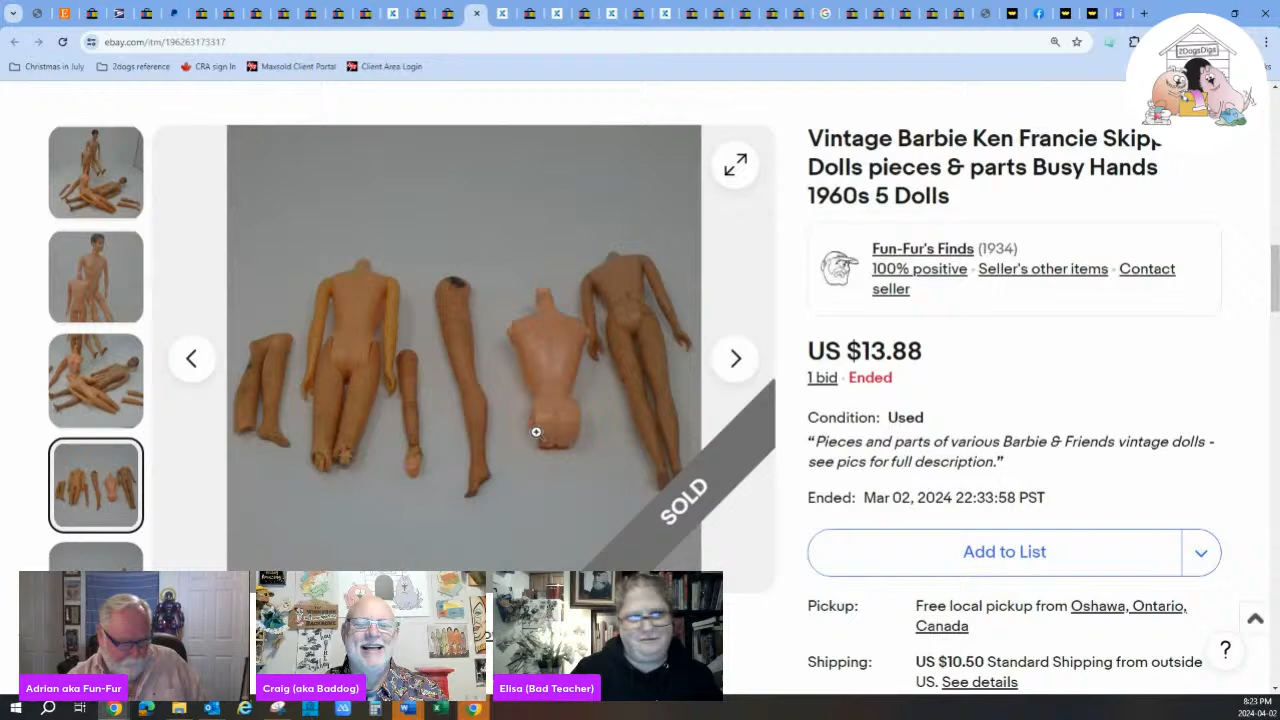 ebay.com/itm/196263173317
Christmas in July
2dogs reference
CRA sign In
Maxsold Client Portal
Client Area Login
2DogsDigs
Vintage Barbie Ken Francie Skipp
Dolls pieces & parts Busy Hands
1960s 5 Dolls
Fun-Fur's Finds (1934)
100% positive · Seller's other items · Contact
seller
US $13.88
1 bid · Ended
Condition: Used
“Pieces and parts of various Barbie & Friends vintage dolls -
see pics for full description.”
Ended: Mar 02, 2024 22:33:58 PST
SOLD
Add to List
Pickup: Free local pickup from Oshawa, Ontario,
Canada
?
Shipping: US $10.50 Standard Shipping from outside
US. See details
Adrian aka Fun-Fur
Craig (aka Baddog)
Elisa (Bad Teacher)
8:23 PM
2024-04-02